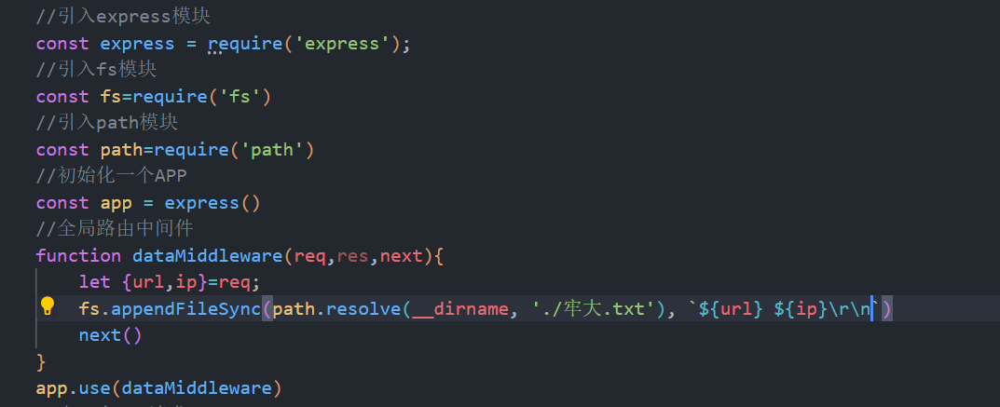 //引入express模块
const express = require('express');
//引入fs模块
const fs=require('fs')
//引入path模块
const path=require('path')
//初始化一个APP
const app = express()
//全局路由中间件
function dataMiddleware(req,res,next){
    let {url,ip}=req;
    fs.appendFileSync(path.resolve(__dirname, './牢大.txt'), `${url} ${ip}\r\n`)
    next()
}
app.use(dataMiddleware)